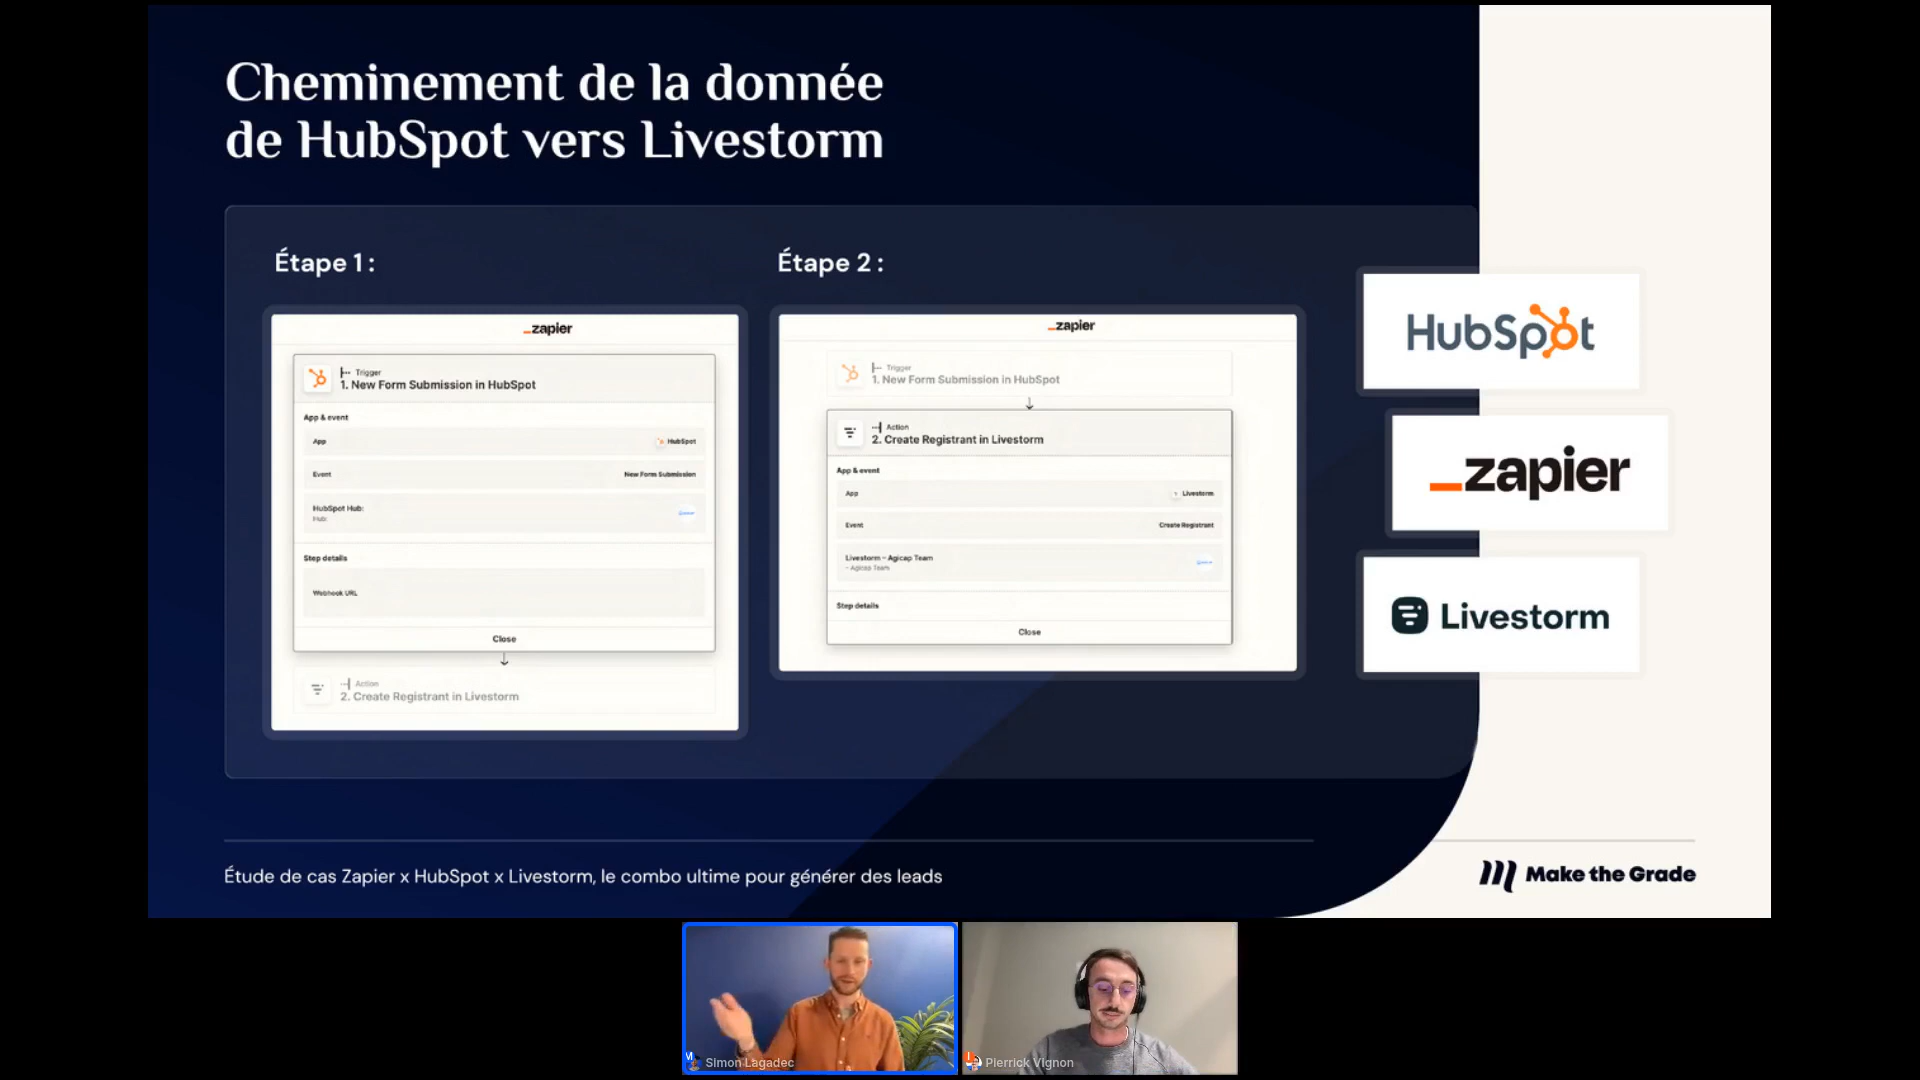 Cheminement de la donnée
de HubSpot vers Livestorm
Étape 1 :
zapier
Trigger
1. New Form Submission in HubSpot
App & event
App
HubSpot
Event
New Form Submission
HubSpot Hub:
Hub:
Step details
Webhook URL
Close
Action
2. Create Registrant in Livestorm
Étape 2 :
zapier
Trigger
1. New Form Submission in HubSpot
Action
2. Create Registrant in Livestorm
App & event
App
Livestorm
Event
Create Registrant
Livestorm - Agicap Team
- Agicap Team
Step details
Close
HubSpot
zapier
Livestorm
Étude de cas Zapier x HubSpot x Livestorm, le combo ultime pour générer des leads
Make the Grade
Simon Lagadec
Pierrick Vignon